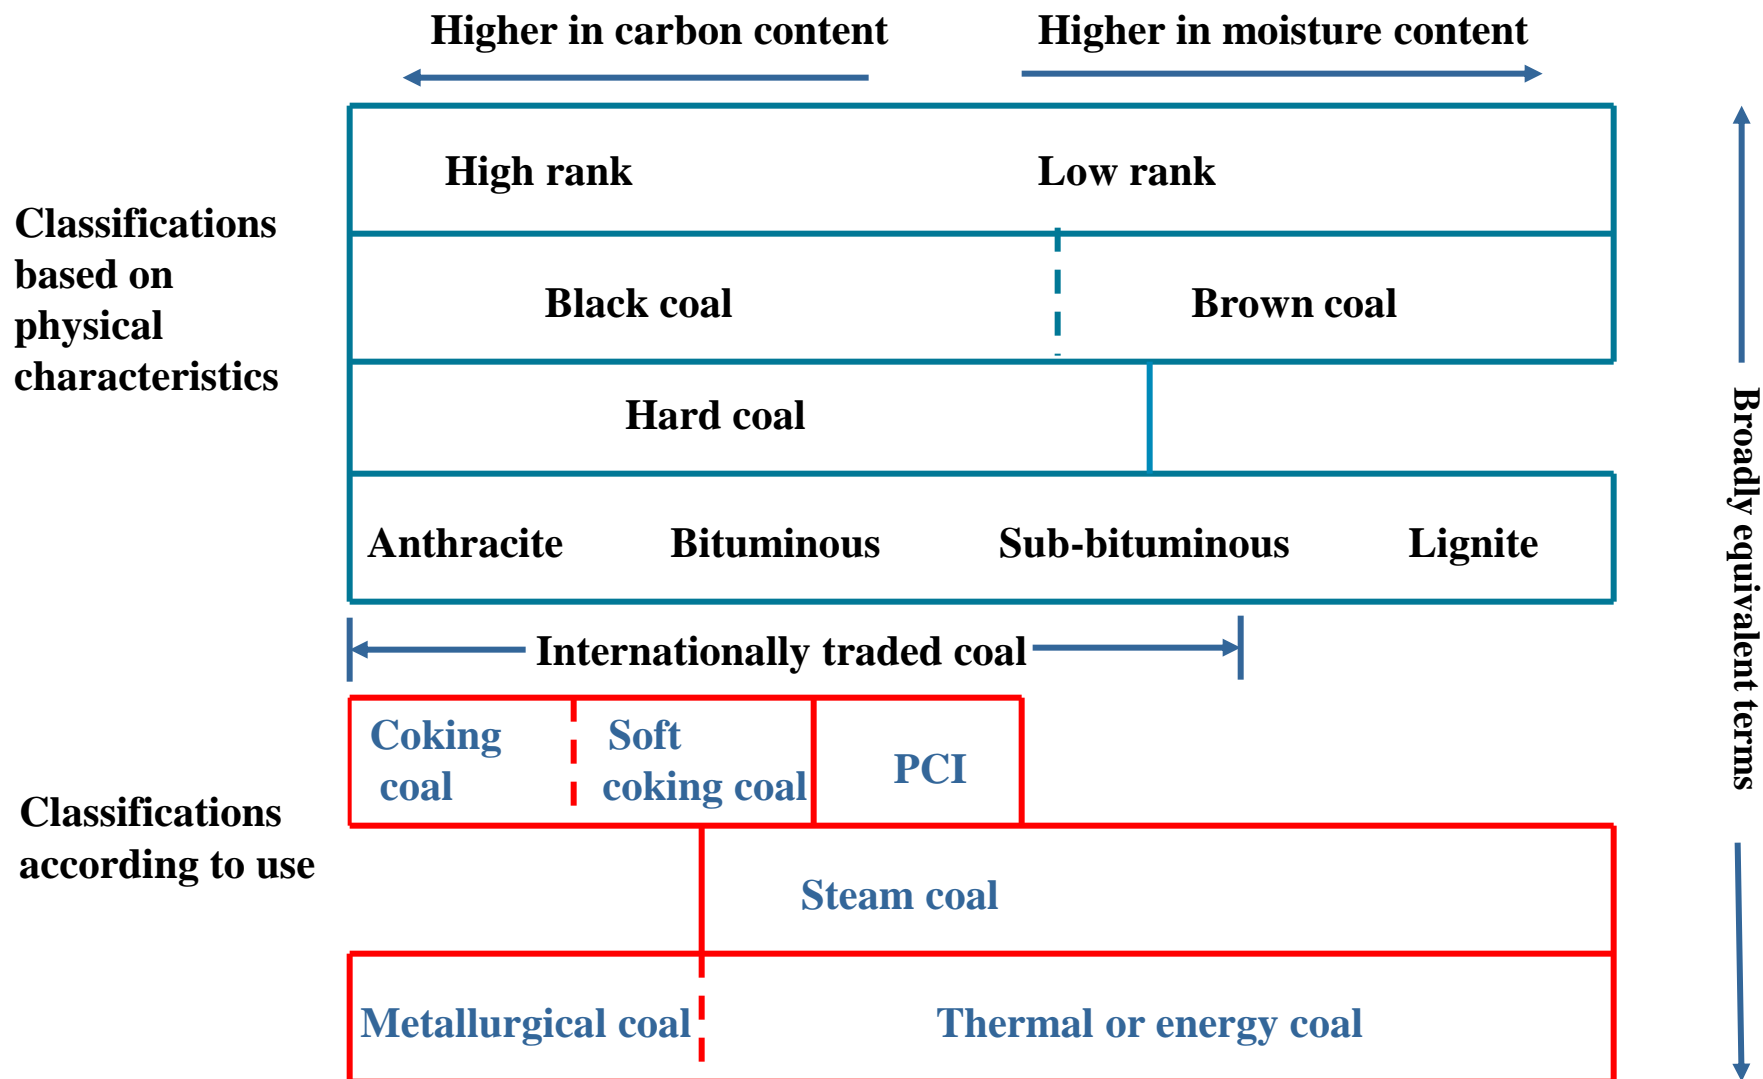 Higher in carbon content
Higher in moisture content
High rank
Low rank
Classifications
based on
physical
characteristics
Black coal
Brown coal
Hard coal
Anthracite
Bituminous
Sub-bituminous
Lignite
Broadly equivalent terms
Internationally traded coal
Coking
coal
Soft
coking coal
PCI
Classifications
according to use
Steam coal
Metallurgical coal
Thermal or energy coal